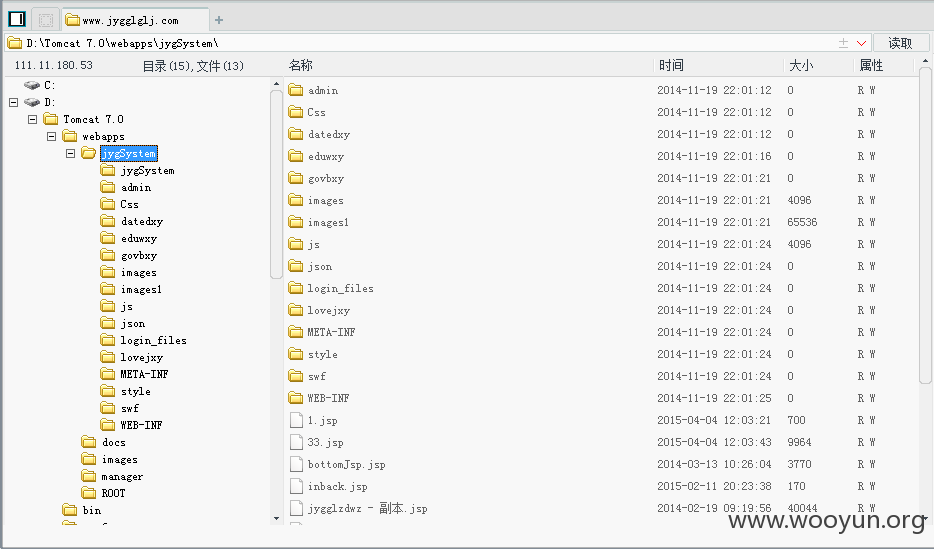 www.jygglglj.com
D:\Tomcat 7.0\webapps\jygSystem\
读取
111.11.180.53 目录(15),文件(13) 名称 时间 大小 属性
C:
D:
Tomcat 7.0
webapps
jygSystem
jygSystem
admin
Css
datedxy
eduwxy
govbxy
images
images1
js
json
login_files
lovejxy
META-INF
style
swf
WEB-INF
docs
images
manager
ROOT
bin
admin 2014-11-19 22:01:12 0 R W
Css 2014-11-19 22:01:12 0 R W
datedxy 2014-11-19 22:01:12 0 R W
eduwxy 2014-11-19 22:01:16 0 R W
govbxy 2014-11-19 22:01:21 0 R W
images 2014-11-19 22:01:21 4096 R W
images1 2014-11-19 22:01:21 65536 R W
js 2014-11-19 22:01:24 4096 R W
json 2014-11-19 22:01:24 0 R W
login_files 2014-11-19 22:01:24 0 R W
lovejxy 2014-11-19 22:01:24 0 R W
META-INF 2014-11-19 22:01:24 0 R W
style 2014-11-19 22:01:24 0 R W
swf 2014-11-19 22:01:24 0 R W
WEB-INF 2014-11-19 22:01:25 0 R W
1.jsp 2015-04-04 12:03:21 700 R W
33.jsp 2015-04-04 12:03:43 9964 R W
bottomJsp.jsp 2014-03-13 10:26:04 3770 R W
inback.jsp 2015-02-11 20:23:38 170 R W
jygglzdwz - 副本.jsp 2014-02-19 09:19:56 40044 R W
www.wooyun.org